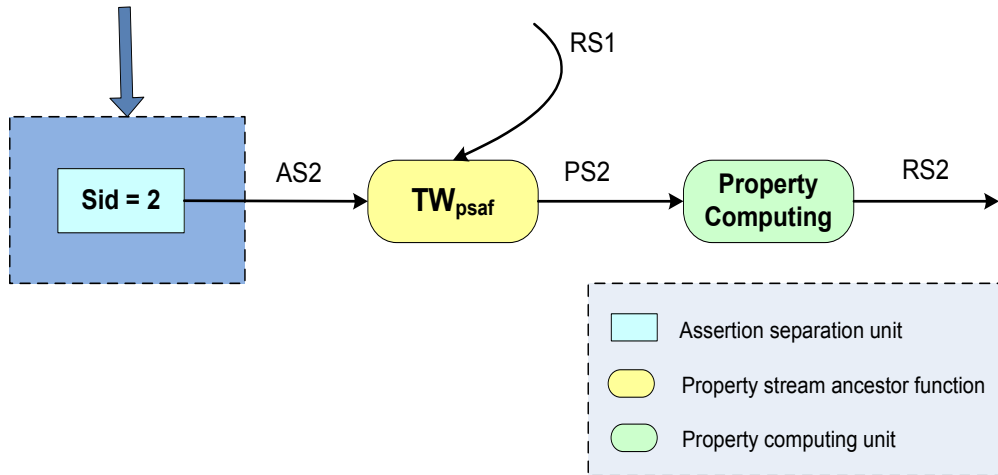 RS1
Sid = 2
AS2
TWpsaf
PS2
Property
Computing
RS2
Assertion separation unit
Property stream ancestor function
Property computing unit